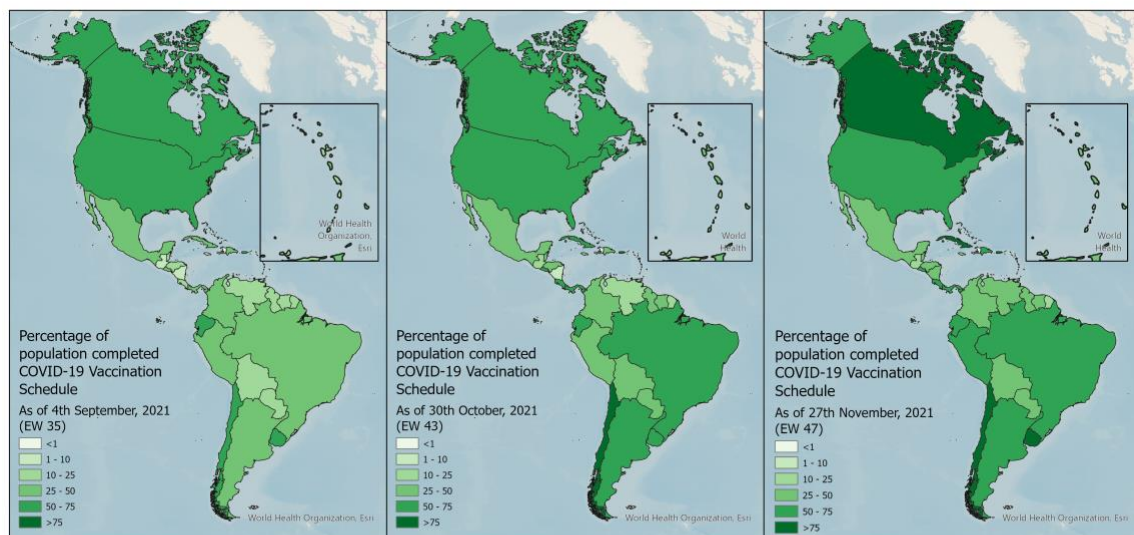 World Health
Organization,
Esri
Percentage of
population completed
COVID-19 Vaccination
Schedule
As of 4th September, 2021
(EW 35)
<1
1 - 10
10 - 25
25 - 50
50 - 75
>75
World Health Organization, Esri
World
Health
Percentage of
population completed
COVID-19 Vaccination
Schedule
As of 30th October, 2021
(EW 43)
<1
1 - 10
10 - 25
25 - 50
50 - 75
>75
World Health Organization, Esri
World
Health
Percentage of
population completed
COVID-19 Vaccination
Schedule
As of 27th November, 2021
(EW 47)
<1
1 - 10
10 - 25
25 - 50
50 - 75
>75
World Health Organization, Esri